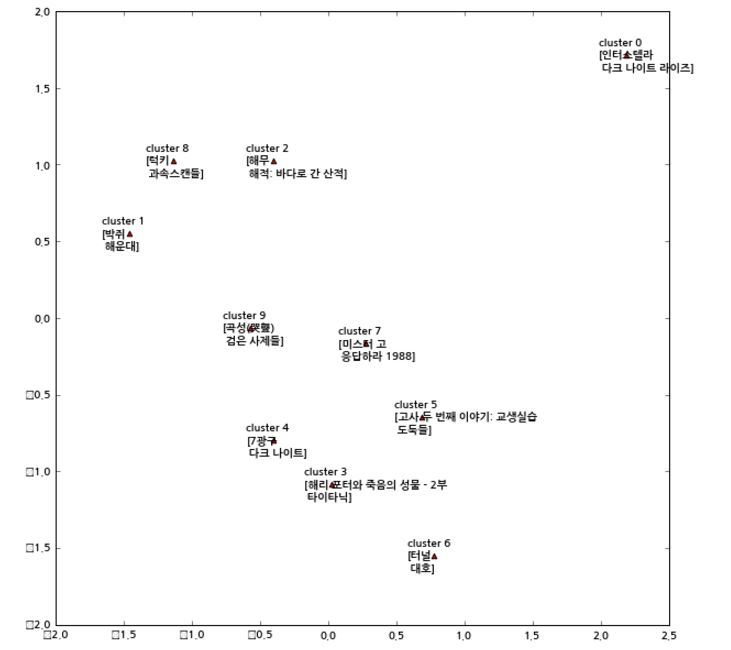 2.0
1.5
1.0
0.5
0.0
□0.5
□1.0
□1.5
□2.0
cluster 0
[인터스텔라
다크 나이트 라이즈]
cluster 8
[럭키
과속스캔들]
cluster 2
[해무
해적: 바다로 간 산적]
cluster 1
[박쥐
해운대]
cluster 9
[곡성(哭聲)
검은 사제들]
cluster 7
[미스터 고
응답하라 1988]
cluster 5
[고사 두 번째 이야기: 교생실습
도둑들]
cluster 4
[7광구
다크 나이트]
cluster 3
[해리 포터와 죽음의 성물 - 2부
타이타닉]
cluster 6
[터널
대호]
□2.0 □1.5 □1.0 □0.5 0.0 0.5 1.0 1.5 2.0 2.5